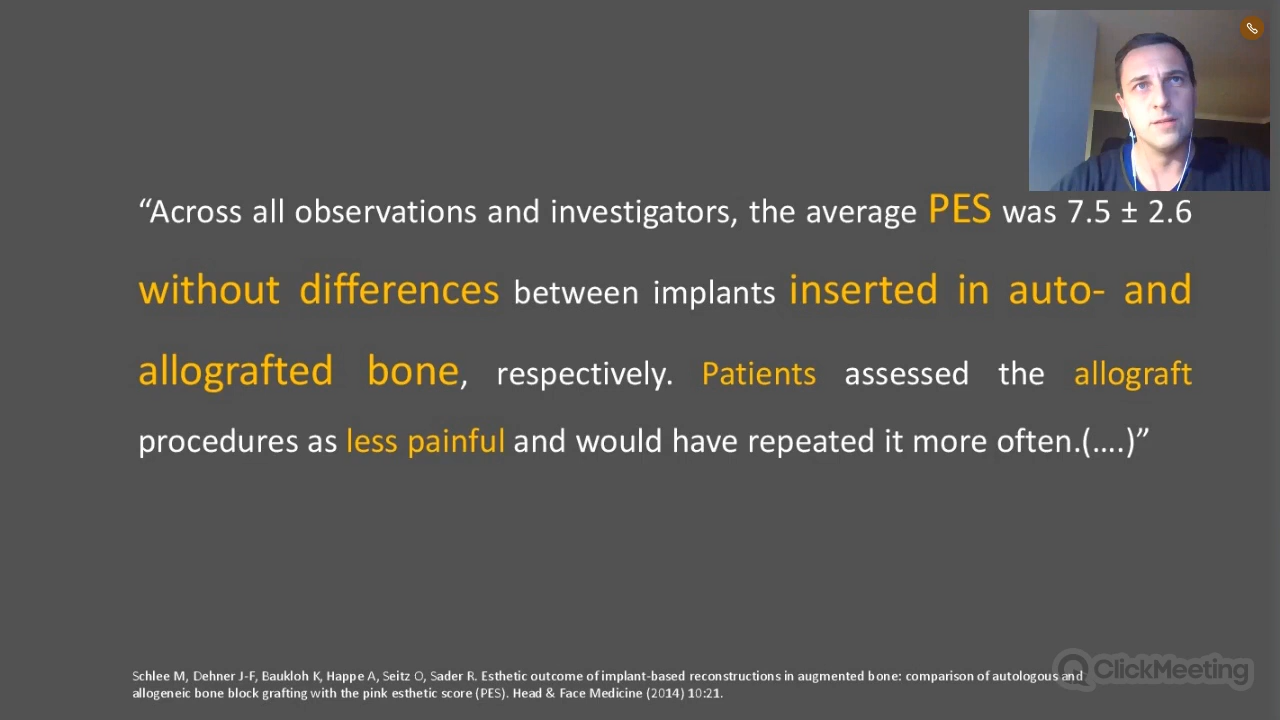 “Across all observations and investigators, the average PES was 7.5 ± 2.6
without differences between implants inserted in auto- and
allografted bone, respectively. Patients assessed the allograft
procedures as less painful and would have repeated it more often.(….)”
Schlee M, Dehner J-F, Baukloh K, Happe A, Seitz O, Sader R. Esthetic outcome of implant-based reconstructions in augmented bone: comparison of autologous and
allogeneic bone block grafting with the pink esthetic score (PES). Head & Face Medicine (2014) 10:21.
ClickMeeting